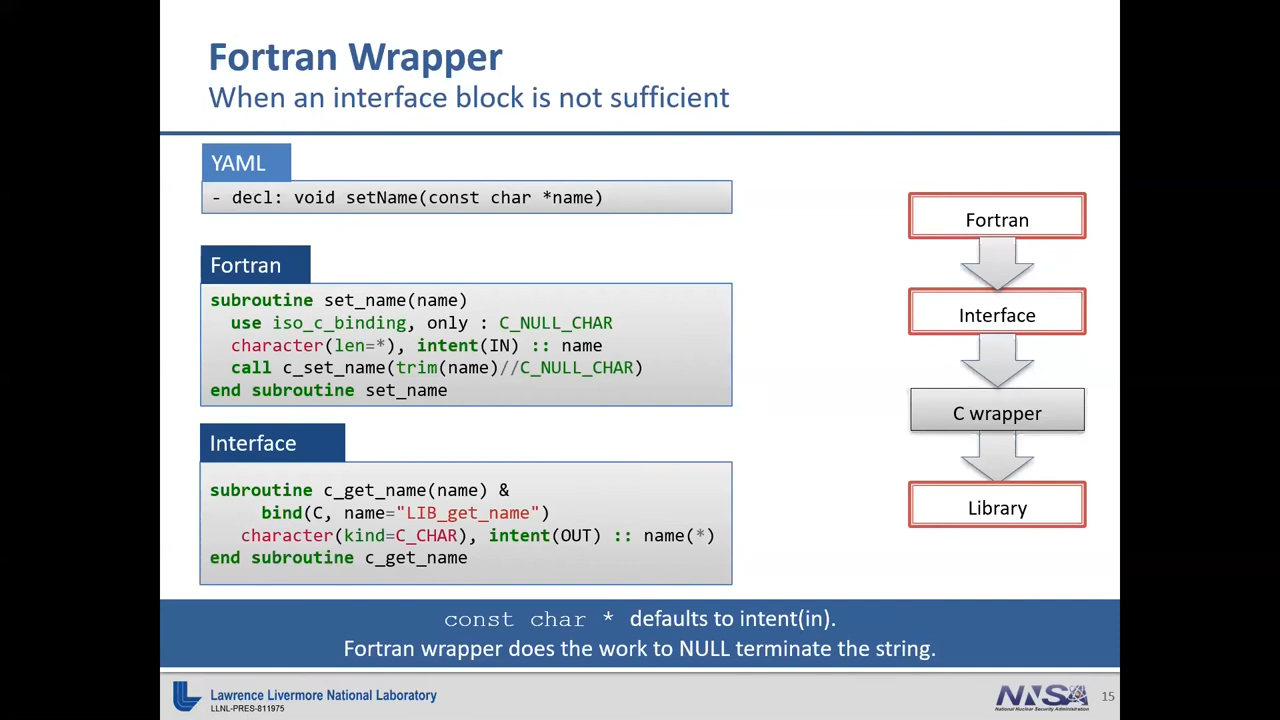 Fortran Wrapper
When an interface block is not sufficient
YAML
- decl: void setName(const char *name)
Fortran
subroutine set_name(name)
use iso_c_binding, only : C_NULL_CHAR
character(len=*), intent(IN) :: name
call c_set_name(trim(name)//C_NULL_CHAR)
end subroutine set_name
Interface
subroutine c_get_name(name) &
bind(C, name="LIB_get_name")
character(kind=C_CHAR), intent(OUT) :: name(*)
end subroutine c_get_name
Fortran
Interface
C wrapper
Library
const char * defaults to intent(in).
Fortran wrapper does the work to NULL terminate the string.
Lawrence Livermore National Laboratory
LLNL-PRES-811975
NNSA
National Nuclear Security Administration
15